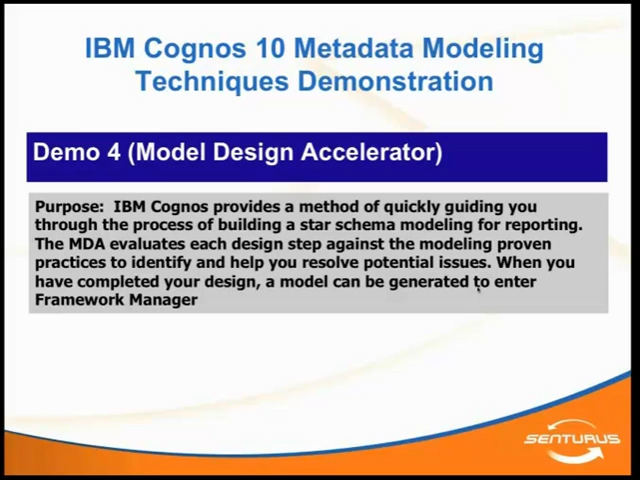 IBM Cognos 10 Metadata Modeling
Techniques Demonstration
Demo 4 (Model Design Accelerator)
Purpose:  IBM Cognos provides a method of quickly guiding you
through the process of building a star schema modeling for reporting.
The MDA evaluates each design step against the modeling proven
practices to identify and help you resolve potential issues. When you
have completed your design, a model can be generated to enter
Framework Manager
SENTURUS